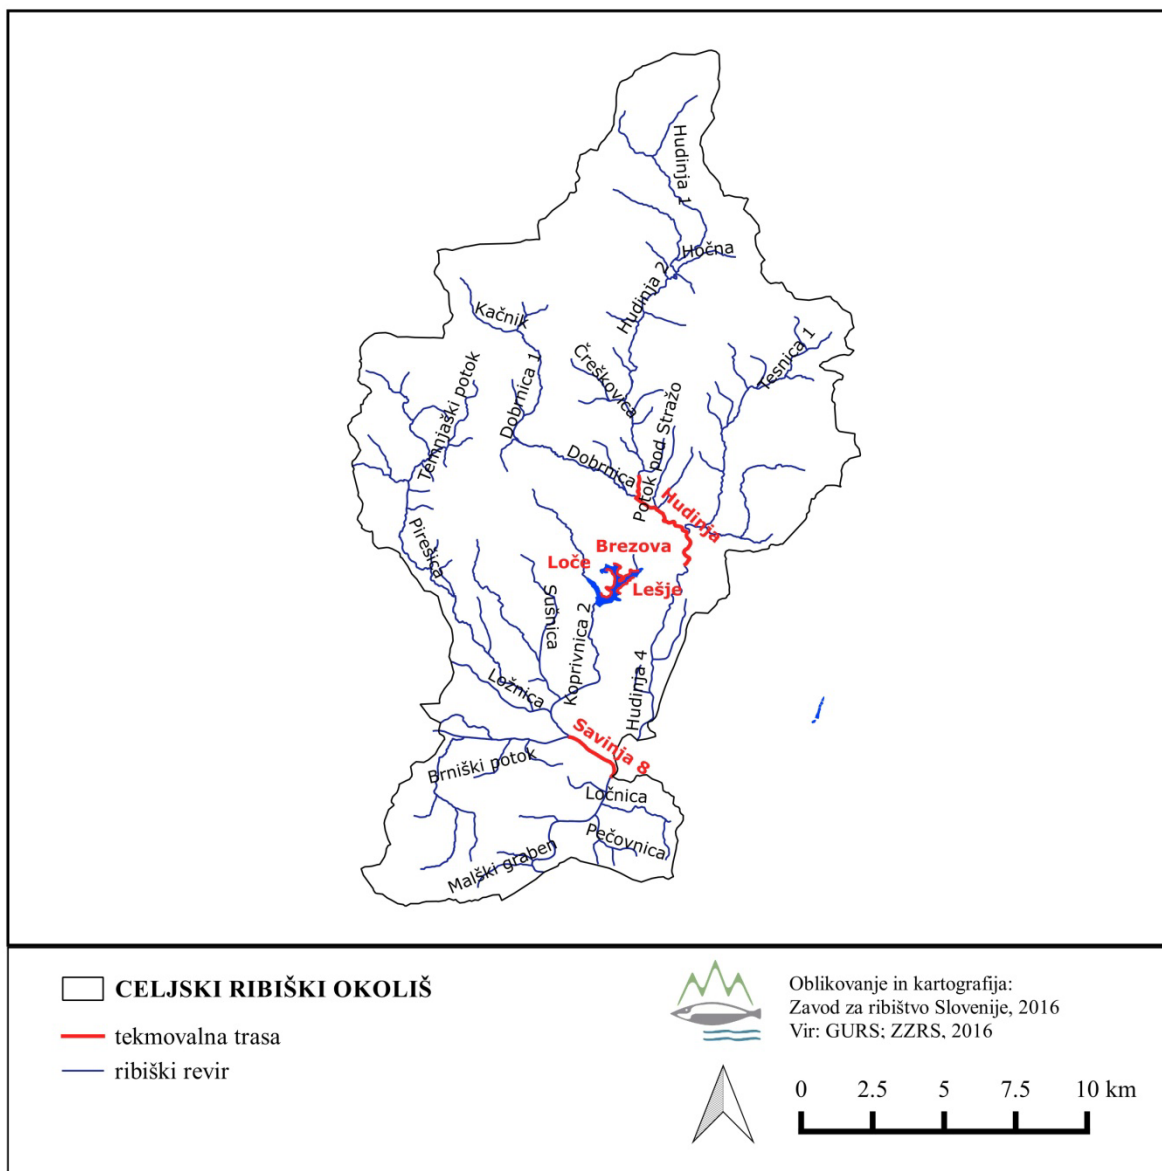 Hudinja 1
Hočna
Hudinja 2
Kačnik
Tesnica 1
Čreškovica
Temnjaški potok
Dobrnica 1
Potok pod Stražo
Dobrnica
Hudinja
Pirešica
Brezova
Loče
Lešje
Sušnica
Koprivnica 2
Hudinja 4
Ložnica
Savinja 8
Brniški potok
Ločnica
Pečovnica
Malški graben
CELJSKI RIBIŠKI OKOLIŠ
tekmovalna trasa
ribiški revir
Oblikovanje in kartografija:
Zavod za ribištvo Slovenije, 2016
Vir: GURS; ZZRS, 2016
0 2.5 5 7.5 10 km